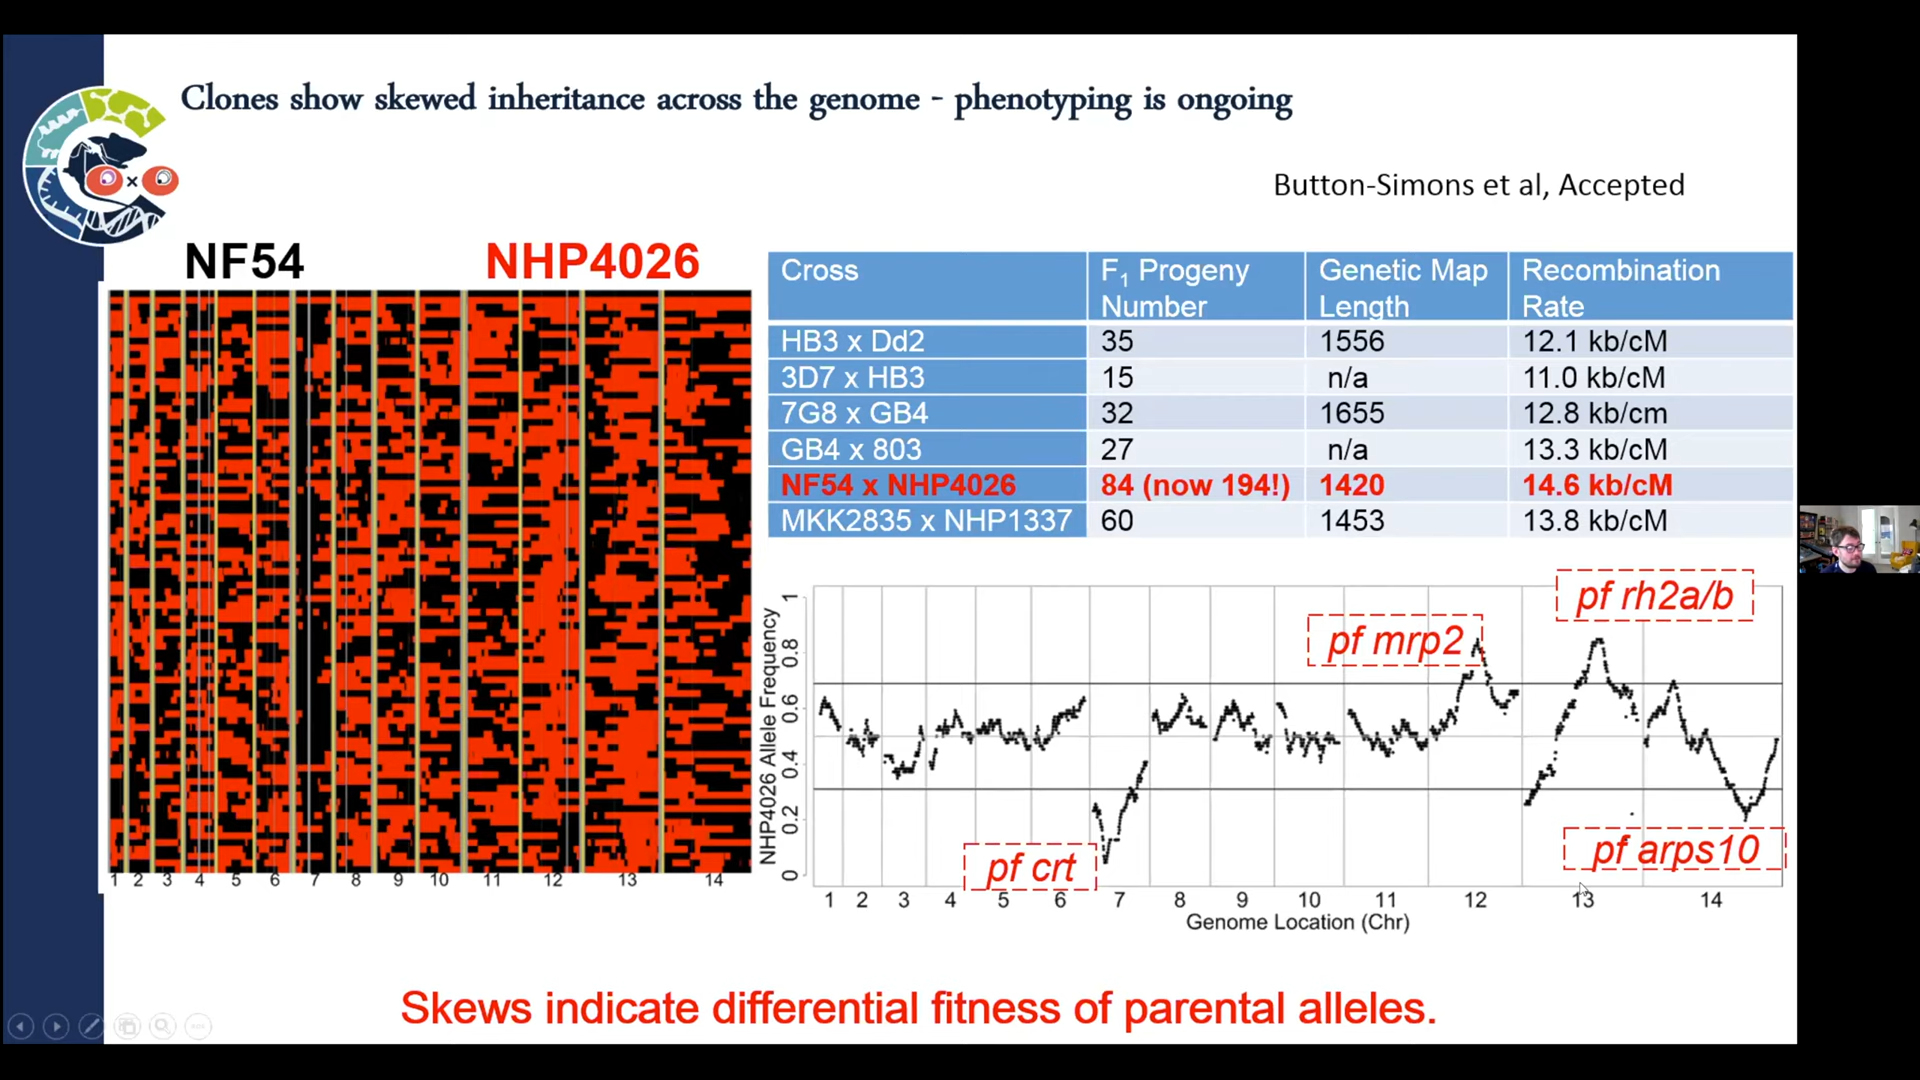 Clones show skewed inheritance across the genome - phenotyping is ongoing
Button-Simons et al, Accepted
NF54 NHP4026
1 2 3 4 5 6 7 8 9 10 11 12 13 14
Cross F1 Progeny Number Genetic Map Length Recombination Rate
HB3 x Dd2 35 1556 12.1 kb/cM
3D7 x HB3 15 n/a 11.0 kb/cM
7G8 x GB4 32 1655 12.8 kb/cm
GB4 x 803 27 n/a 13.3 kb/cM
NF54 x NHP4026 84 (now 194!) 1420 14.6 kb/cM
MKK2835 x NHP1337 60 1453 13.8 kb/cM
NHP4026 Allele Frequency
1
0.8
0.6
0.4
0.2
0
pf rh2a/b
pf mrp2
pf crt
pf arps10
1 2 3 4 5 6 7 8 9 10 11 12 13 14
Genome Location (Chr)
Skews indicate differential fitness of parental alleles.